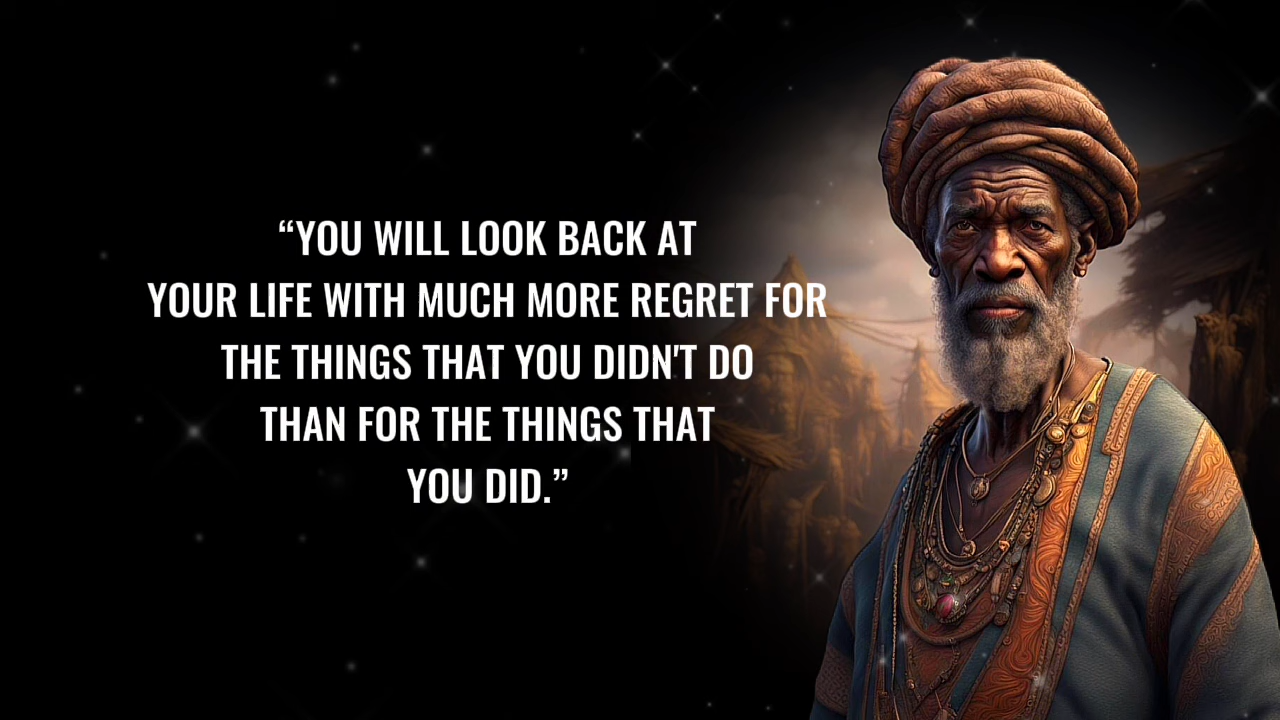 “YOU WILL LOOK BACK AT
YOUR LIFE WITH MUCH MORE REGRET FOR
THE THINGS THAT YOU DIDN'T DO
THAN FOR THE THINGS THAT
YOU DID.”